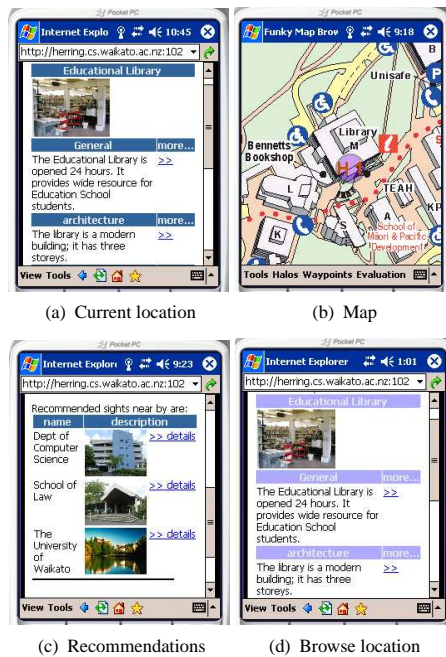 Pocket PC
Internet Explo 10:45
http://herring.cs.waikato.ac.nz:102
Educational Library
General more...
The Educational Library is >>
opened 24 hours. It
provides wide resource for
Education School
students.
architecture more...
The library is a modern >>
building; it has three
storeys.
View Tools
(a) Current location
Pocket PC
Funky Map Brow 9:18
B
P
Unisafe
Library
M
Bennetts
Bookshop
L
TEAH
A
S
K
School of
Maori & Pacific
Development
Tools Halos Waypoints Evaluation
(b) Map
Pocket PC
Internet Explor 9:23
http://herring.cs.waikato.ac.nz:102
Recommended sights near by are:
name description
Dept of >> details
Computer
Science
School of >> details
Law
The >> details
University
of
Waikato
View Tools
(c) Recommendations
Pocket PC
Internet Explorer 1:01
http://herring.cs.waikato.ac.nz:102
Educational Library
General more...
The Educational Library is >>
opened 24 hours. It
provides wide resource for
Education School
students.
architecture more...
The library is a modern >>
building; it has three
storeys.
View Tools
(d) Browse location